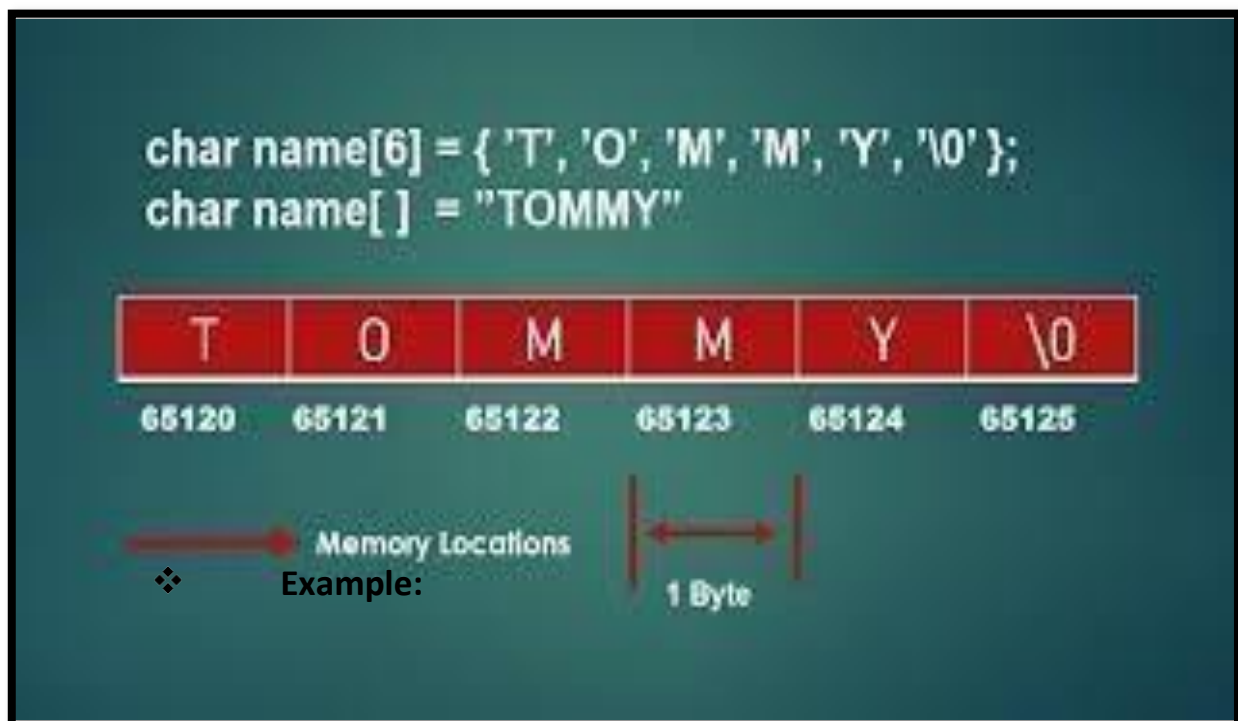 char name[6] = { ’T’, ’O’, ’M’, ’M’, ’Y’, ’\0’ };
char name[ ] = ”TOMMY”
T O M M Y \0
65120 65121 65122 65123 65124 65125
Memory Locations
❖ Example:
1 Byte